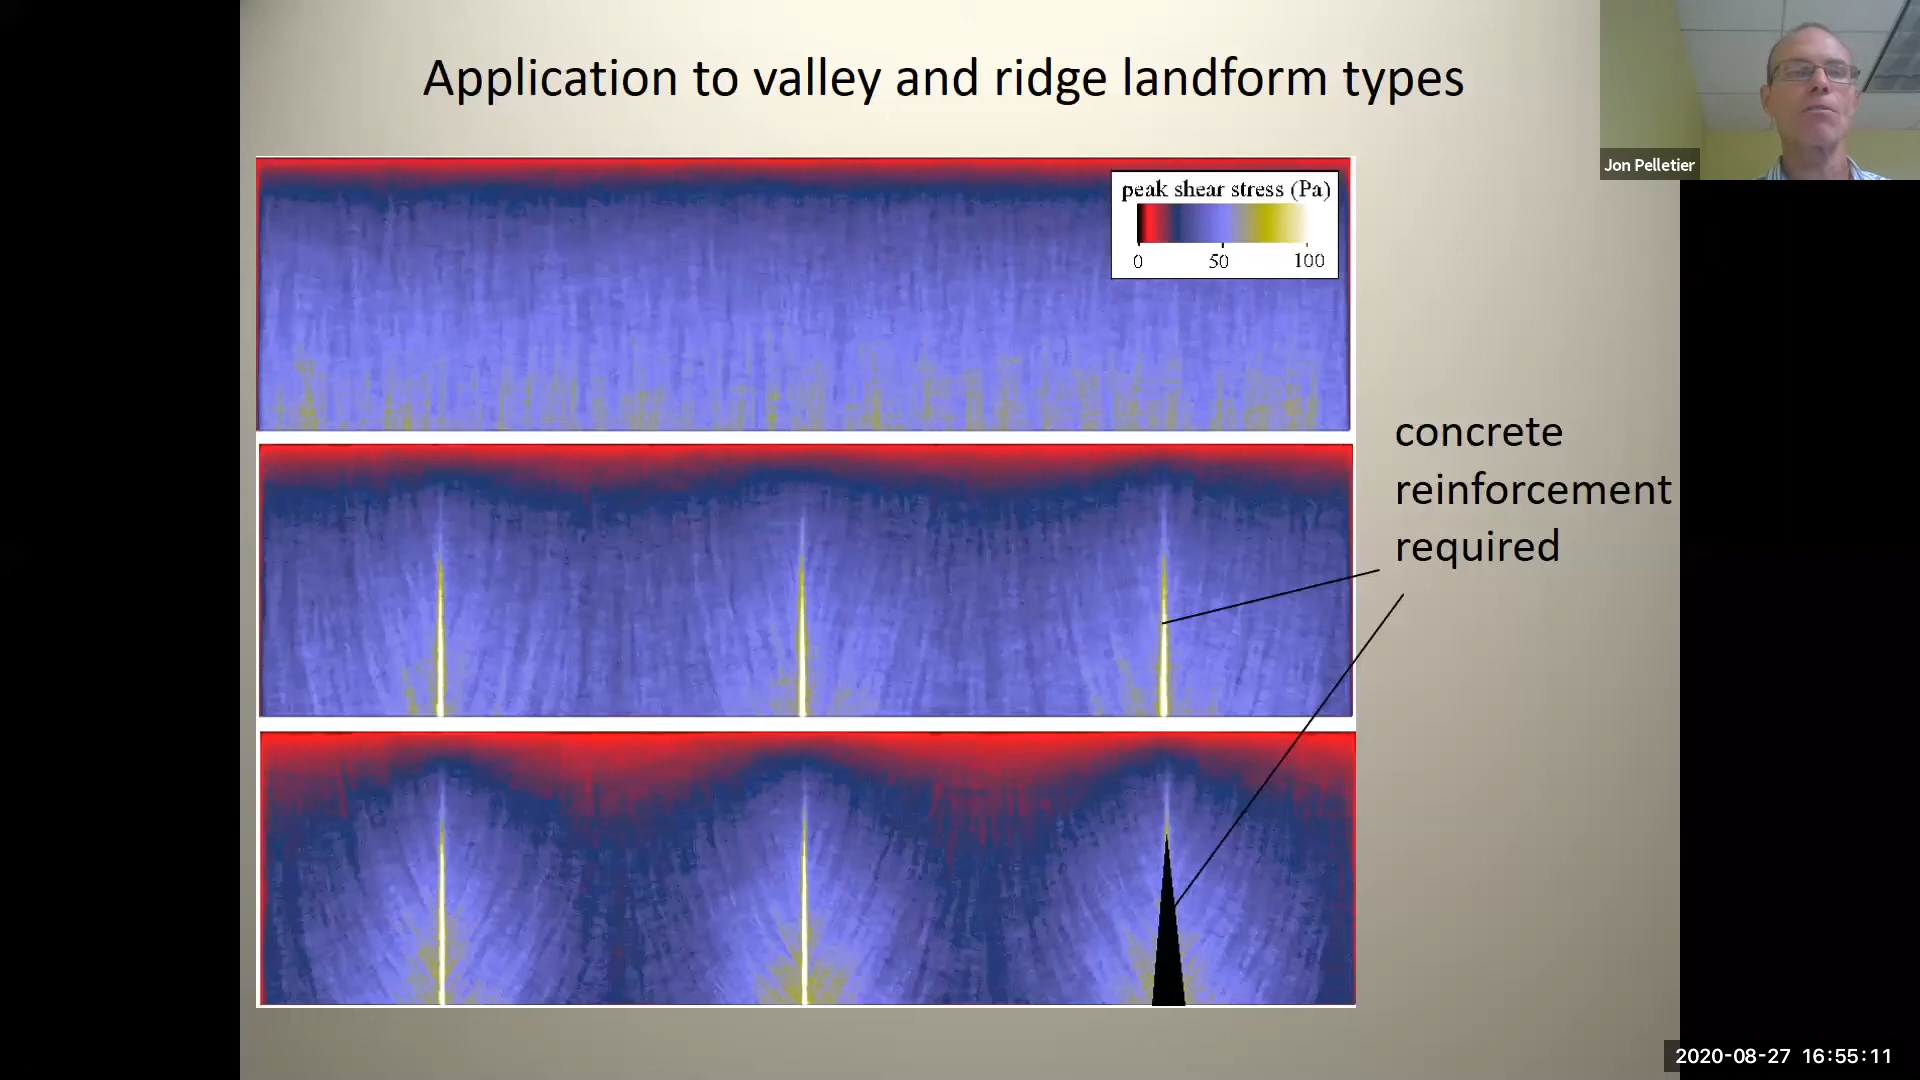 Application to valley and ridge landform types
Jon Pelletier
peak shear stress (Pa)
0 50 100
concrete
reinforcement
required
2020-08-27 16:55:11